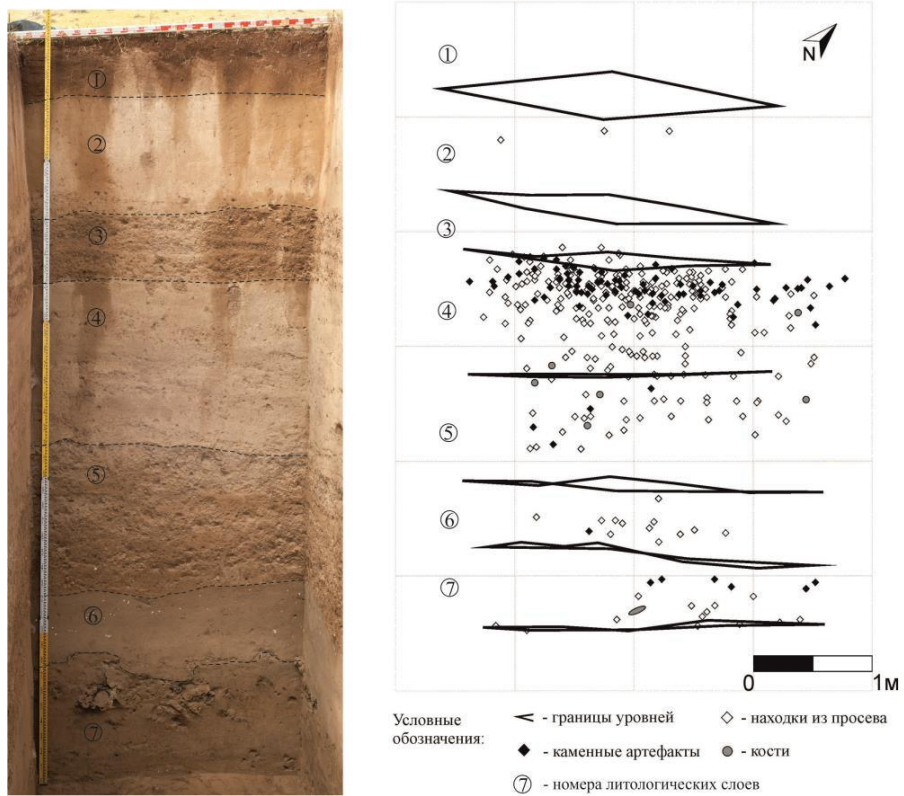 ①
②
③
④
⑤
⑥
⑦
①
②
③
④
⑤
⑥
⑦
N
0 1м
Условные
обозначения:
- границы уровней
- находки из просева
- каменные артефакты
- кости
⑦ - номера литологических слоев